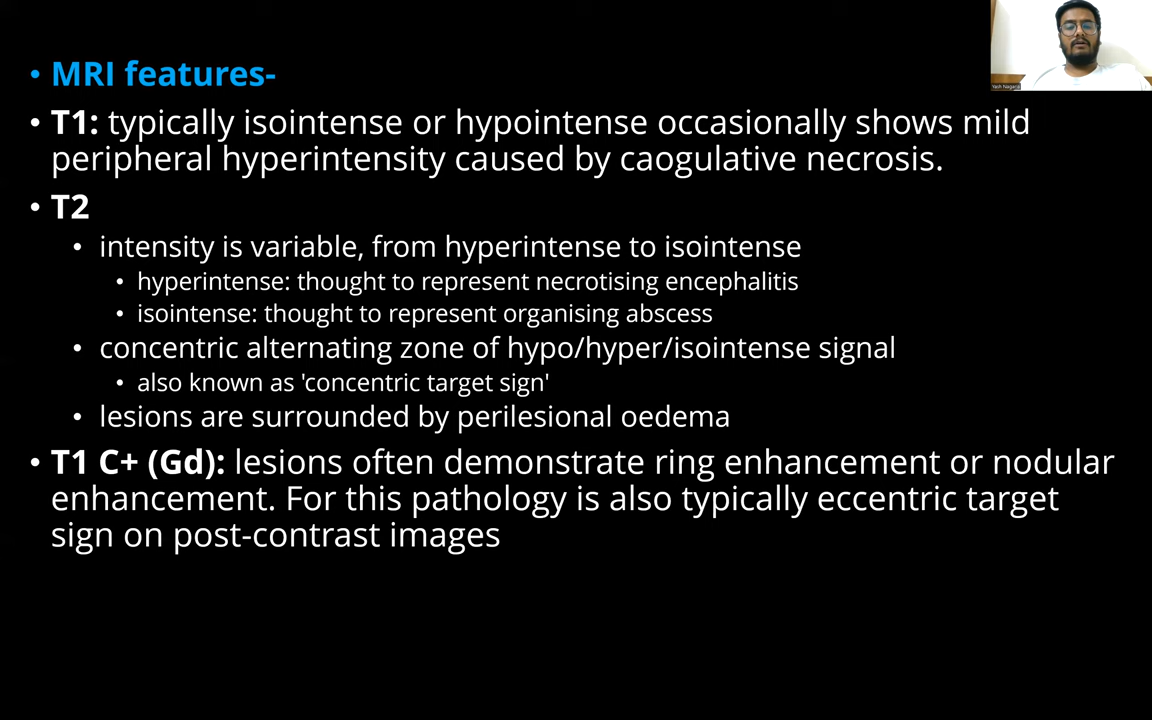 • MRI features-
• T1: typically isointense or hypointense occasionally shows mild
peripheral hyperintensity caused by caogulative necrosis.
• T2
• intensity is variable, from hyperintense to isointense
• hyperintense: thought to represent necrotising encephalitis
• isointense: thought to represent organising abscess
• concentric alternating zone of hypo/hyper/isointense signal
• also known as 'concentric target sign'
• lesions are surrounded by perilesional oedema
• T1 C+ (Gd): lesions often demonstrate ring enhancement or nodular
enhancement. For this pathology is also typically eccentric target
sign on post-contrast images